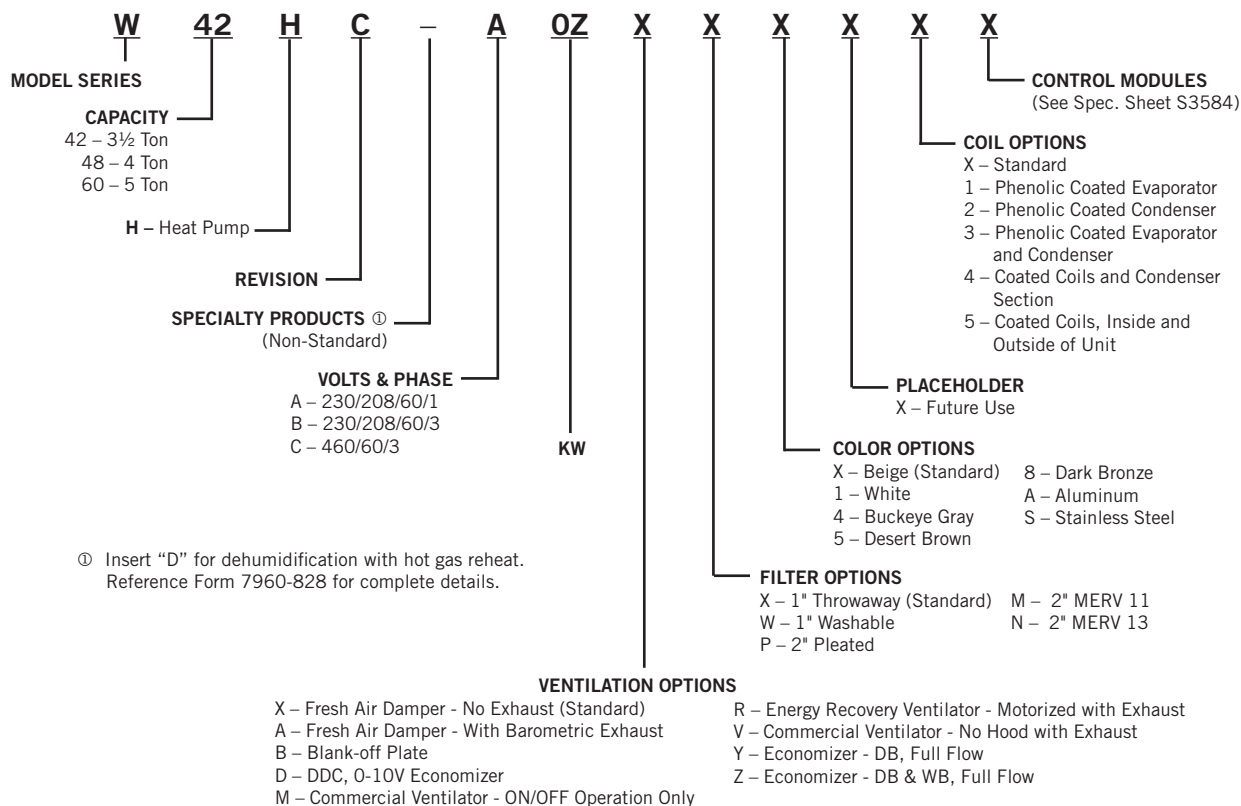 W 42 H C – A 0Z X X X X X X
MODEL SERIES
CAPACITY
42 – 3½ Ton
48 – 4 Ton
60 – 5 Ton
H – Heat Pump
REVISION
SPECIALTY PRODUCTS ①
(Non-Standard)
VOLTS & PHASE
A – 230/208/60/1
B – 230/208/60/3
C – 460/60/3
KW
CONTROL MODULES
(See Spec. Sheet S3584)
COIL OPTIONS
X – Standard
1 – Phenolic Coated Evaporator
2 – Phenolic Coated Condenser
3 – Phenolic Coated Evaporator
and Condenser
4 – Coated Coils and Condenser
Section
5 – Coated Coils, Inside and
Outside of Unit
PLACEHOLDER
X – Future Use
COLOR OPTIONS
X – Beige (Standard)
1 – White
4 – Buckeye Gray
5 – Desert Brown
8 – Dark Bronze
A – Aluminum
S – Stainless Steel
① Insert “D” for dehumidification with hot gas reheat.
Reference Form 7960-828 for complete details.
FILTER OPTIONS
X – 1" Throwaway (Standard)
W – 1" Washable
P – 2" Pleated
M – 2" MERV 11
N – 2" MERV 13
VENTILATION OPTIONS
X – Fresh Air Damper - No Exhaust (Standard)
A – Fresh Air Damper - With Barometric Exhaust
B – Blank-off Plate
D – DDC, 0-10V Economizer
M – Commercial Ventilator - ON/OFF Operation Only
R – Energy Recovery Ventilator - Motorized with Exhaust
V – Commercial Ventilator - No Hood with Exhaust
Y – Economizer - DB, Full Flow
Z – Economizer - DB & WB, Full Flow